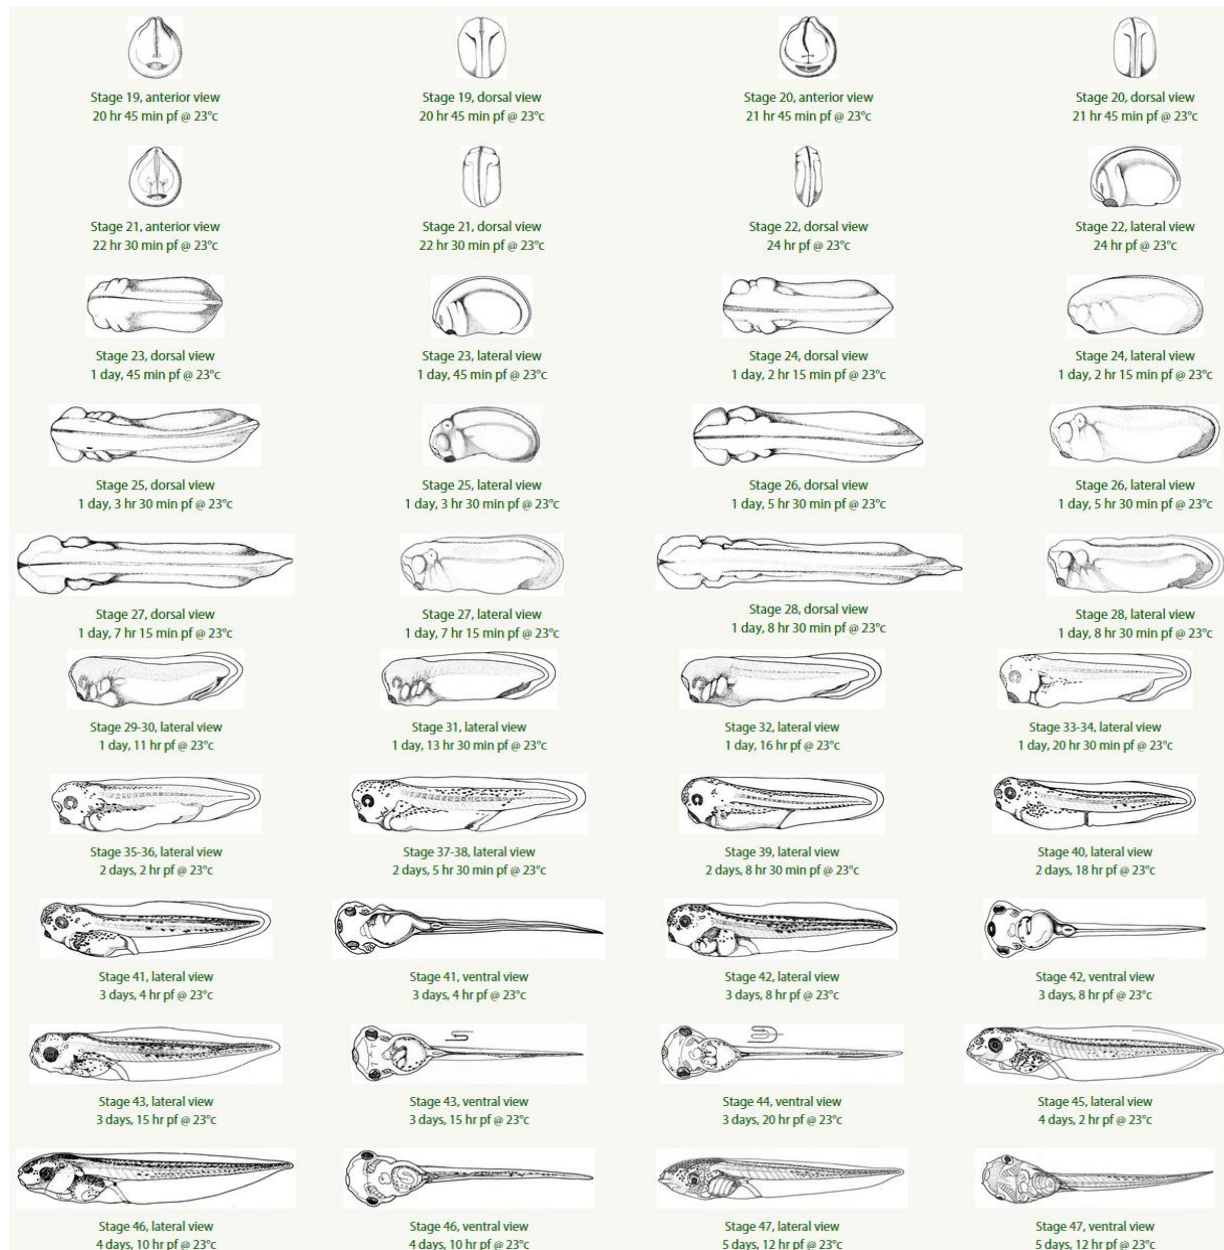 Stage 19, anterior view
20 hr 45 min pf @ 23°c
Stage 19, dorsal view
20 hr 45 min pf @ 23°c
Stage 20, anterior view
21 hr 45 min pf @ 23°c
Stage 20, dorsal view
21 hr 45 min pf @ 23°c
Stage 21, anterior view
22 hr 30 min pf @ 23°c
Stage 21, dorsal view
22 hr 30 min pf @ 23°c
Stage 22, dorsal view
24 hr pf @ 23°c
Stage 22, lateral view
24 hr pf @ 23°c
Stage 23, dorsal view
1 day, 45 min pf @ 23°c
Stage 23, lateral view
1 day, 45 min pf @ 23°c
Stage 24, dorsal view
1 day, 2 hr 15 min pf @ 23°c
Stage 24, lateral view
1 day, 2 hr 15 min pf @ 23°c
Stage 25, dorsal view
1 day, 3 hr 30 min pf @ 23°c
Stage 25, lateral view
1 day, 3 hr 30 min pf @ 23°c
Stage 26, dorsal view
1 day, 5 hr 30 min pf @ 23°c
Stage 26, lateral view
1 day, 5 hr 30 min pf @ 23°c
Stage 27, dorsal view
1 day, 7 hr 15 min pf @ 23°c
Stage 27, lateral view
1 day, 7 hr 15 min pf @ 23°c
Stage 28, dorsal view
1 day, 8 hr 30 min pf @ 23°c
Stage 28, lateral view
1 day, 8 hr 30 min pf @ 23°c
Stage 29-30, lateral view
1 day, 11 hr pf @ 23°c
Stage 31, lateral view
1 day, 13 hr 30 min pf @ 23°c
Stage 32, lateral view
1 day, 16 hr pf @ 23°c
Stage 33-34, lateral view
1 day, 20 hr 30 min pf @ 23°c
Stage 35-36, lateral view
2 days, 2 hr pf @ 23°c
Stage 37-38, lateral view
2 days, 5 hr 30 min pf @ 23°c
Stage 39, lateral view
2 days, 8 hr 30 min pf @ 23°c
Stage 40, lateral view
2 days, 18 hr pf @ 23°c
Stage 41, lateral view
3 days, 4 hr pf @ 23°c
Stage 41, ventral view
3 days, 4 hr pf @ 23°c
Stage 42, lateral view
3 days, 8 hr pf @ 23°c
Stage 42, ventral view
3 days, 8 hr pf @ 23°c
Stage 43, lateral view
3 days, 15 hr pf @ 23°c
Stage 43, ventral view
3 days, 15 hr pf @ 23°c
Stage 44, ventral view
3 days, 20 hr pf @ 23°c
Stage 45, lateral view
4 days, 2 hr pf @ 23°c
Stage 46, lateral view
4 days, 10 hr pf @ 23°c
Stage 46, ventral view
4 days, 10 hr pf @ 23°c
Stage 47, lateral view
5 days, 12 hr pf @ 23°c
Stage 47, ventral view
5 days, 12 hr pf @ 23°c